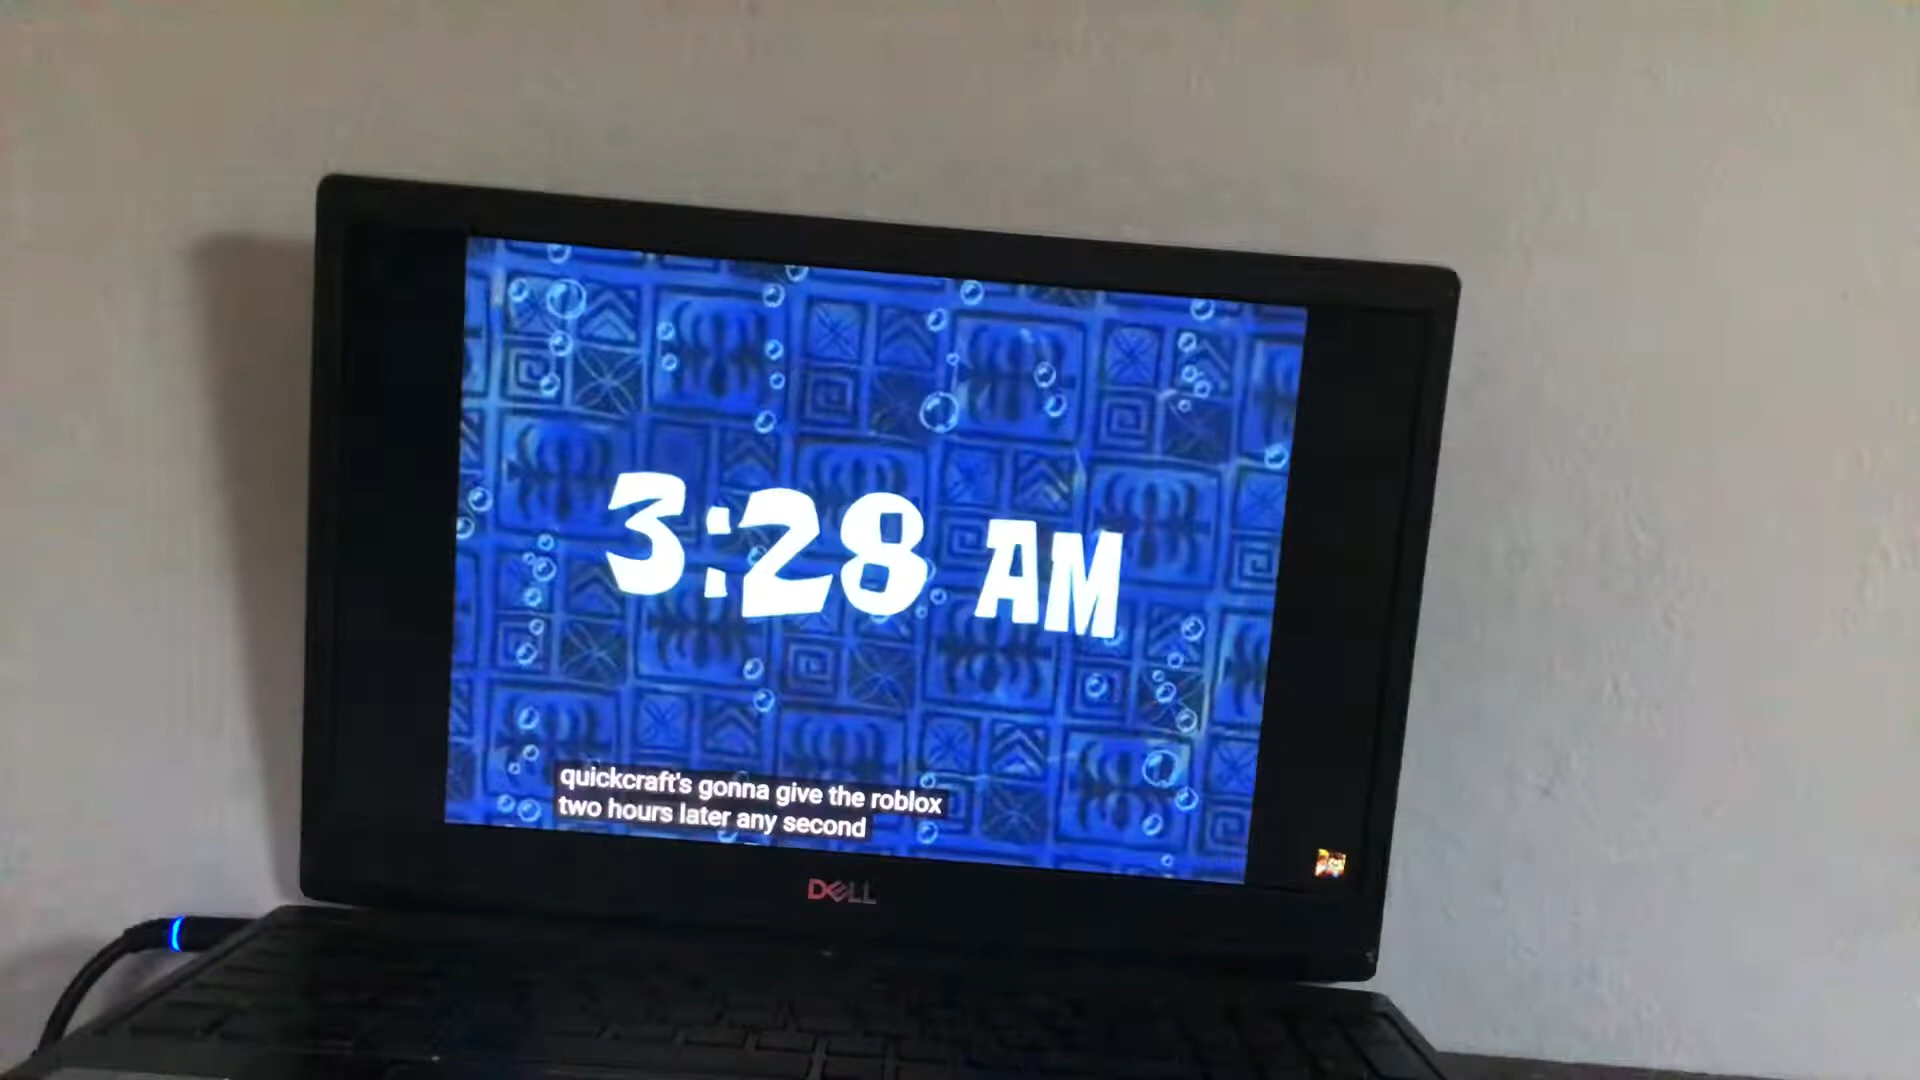 3:28 AM
quickcraft's gonna give the roblox
two hours later any second
DELL